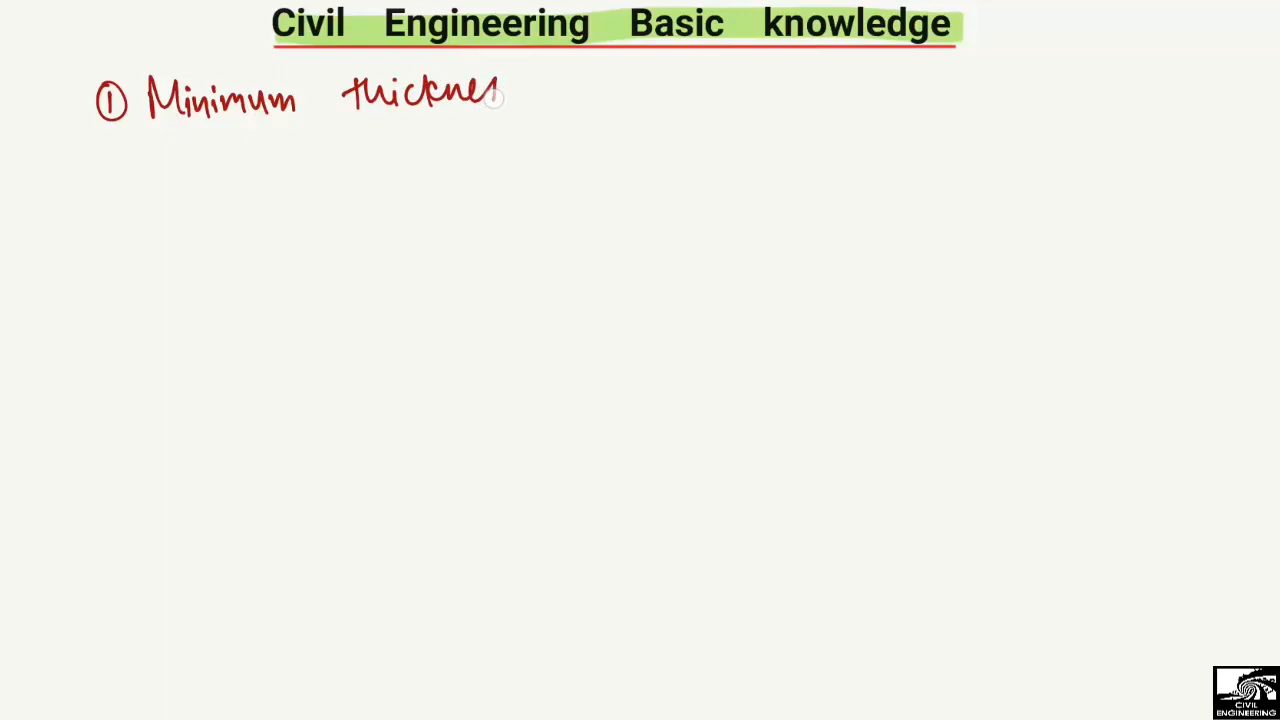 Civil Engineering Basic knowledge
① Minimum thicknes
CIVIL
ENGINEERING